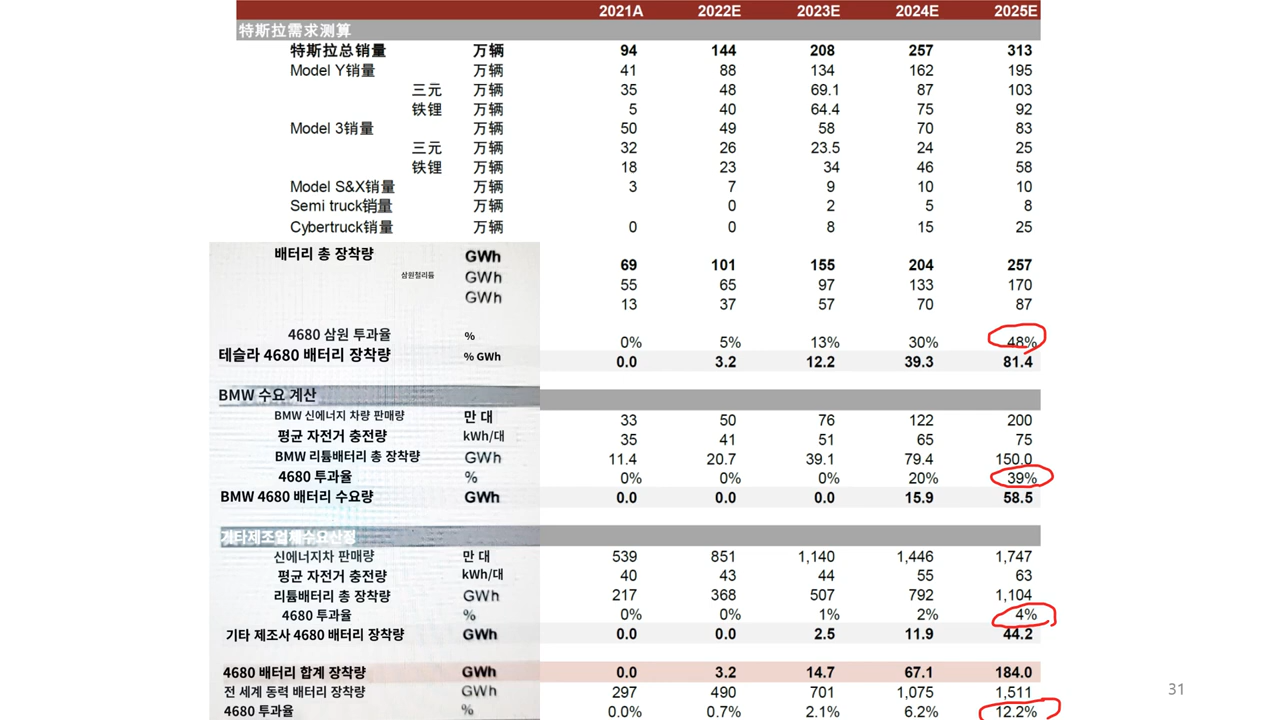 2021A 2022E 2023E 2024E 2025E
特斯拉需求测算
特斯拉总销量 万辆 94 144 208 257 313
Model Y销量 万辆 41 88 134 162 195
三元 万辆 35 48 69.1 87 103
铁锂 万辆 5 40 64.4 75 92
Model 3销量 万辆 50 49 58 70 83
三元 万辆 32 26 23.5 24 25
铁锂 万辆 18 23 34 46 58
Model S&X销量 万辆 3 7 9 10 10
Semi truck销量 万辆 0 2 5 8
Cybertruck销量 万辆 0 0 8 15 25
배터리 총 장착량 GWh 69 101 155 204 257
삼원철리튬 GWh 55 65 97 133 170
GWh 13 37 57 70 87
4680 삼원 투과율 % 0% 5% 13% 30% 48%
테슬라 4680 배터리 장착량 % GWh 0.0 3.2 12.2 39.3 81.4
BMW 수요 계산
BMW 신에너지 차량 판매량 만 대 33 50 76 122 200
평균 자전거 충전량 kWh/대 35 41 51 65 75
BMW 리튬배터리 총 장착량 GWh 11.4 20.7 39.1 79.4 150.0
4680 투과율 % 0% 0% 0% 20% 39%
BMW 4680 배터리 수요량 GWh 0.0 0.0 0.0 15.9 58.5
기타제조업체수요산정
신에너지차 판매량 만 대 539 851 1,140 1,446 1,747
평균 자전거 충전량 kWh/대 40 43 44 55 63
리튬배터리 총 장착량 GWh 217 368 507 792 1,104
4680 투과율 % 0% 0% 1% 2% 4%
기타 제조사 4680 배터리 장착량 GWh 0.0 0.0 2.5 11.9 44.2
4680 배터리 합계 장착량 GWh 0.0 3.2 14.7 67.1 184.0
전 세계 동력 배터리 장착량 GWh 297 490 701 1,075 1,511
4680 투과율 % 0.0% 0.7% 2.1% 6.2% 12.2%
31